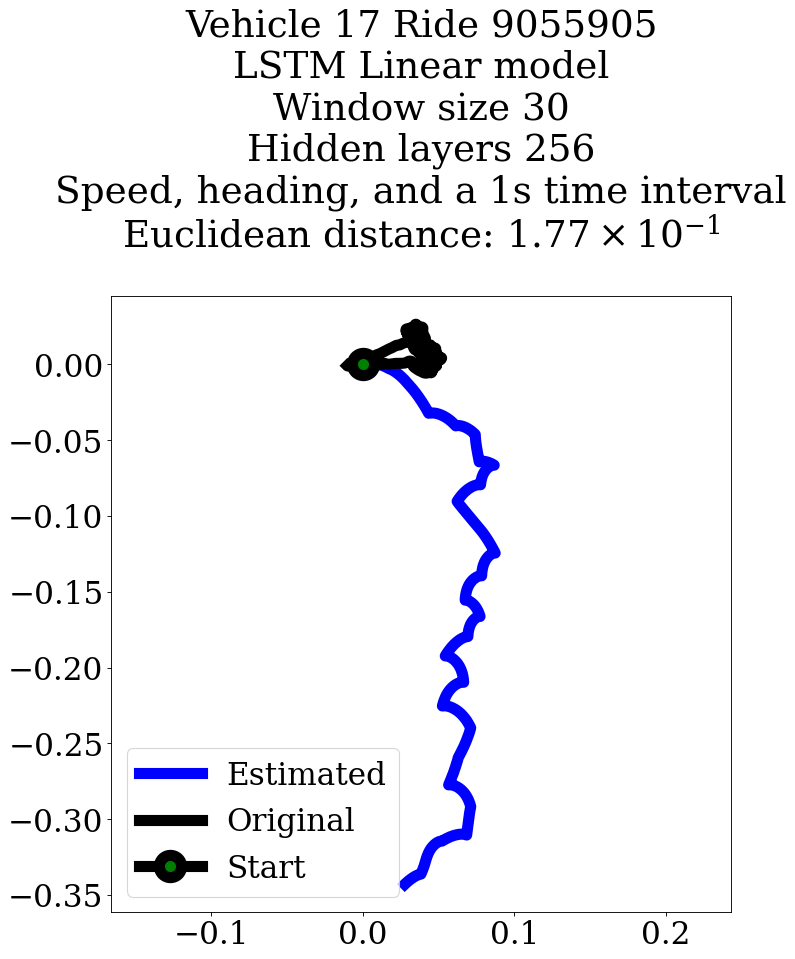 Vehicle 17 Ride 9055905
LSTM Linear model
Window size 30
Hidden layers 256
Speed, heading, and a 1s time interval
Euclidean distance: 1.77 × 10⁻¹
0.00
−0.05
−0.10
−0.15
−0.20
−0.25
−0.30
−0.35
Estimated
Original
Start
−0.1
0.0
0.1
0.2